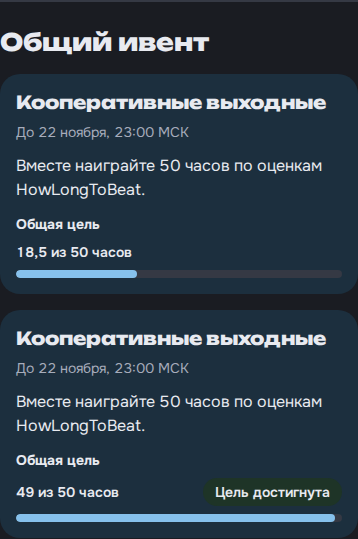 Общий ивент
Кооперативные выходные
До 22 ноября, 23:00 МСК
Вместе наиграйте 50 часов по оценкам
HowLongToBeat.
Общая цель
18,5 из 50 часов
Кооперативные выходные
До 22 ноября, 23:00 МСК
Вместе наиграйте 50 часов по оценкам
HowLongToBeat.
Общая цель
49 из 50 часов Цель достигнута